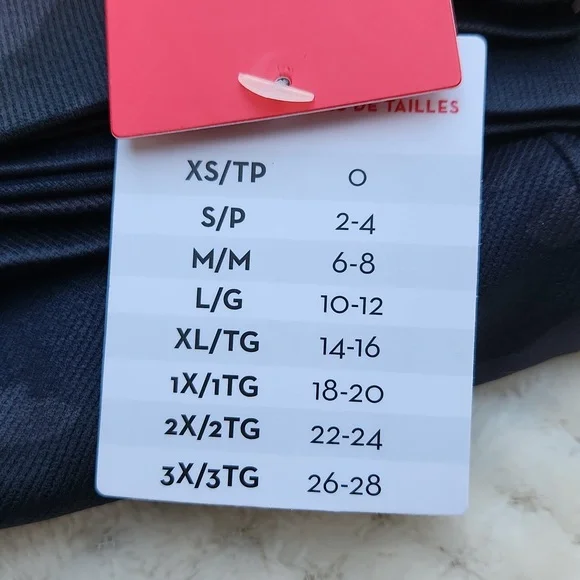 DE TAILLES
XS/TP 0
S/P 2-4
M/M 6-8
L/G 10-12
XL/TG 14-16
1X/1TG 18-20
2X/2TG 22-24
3X/3TG 26-28